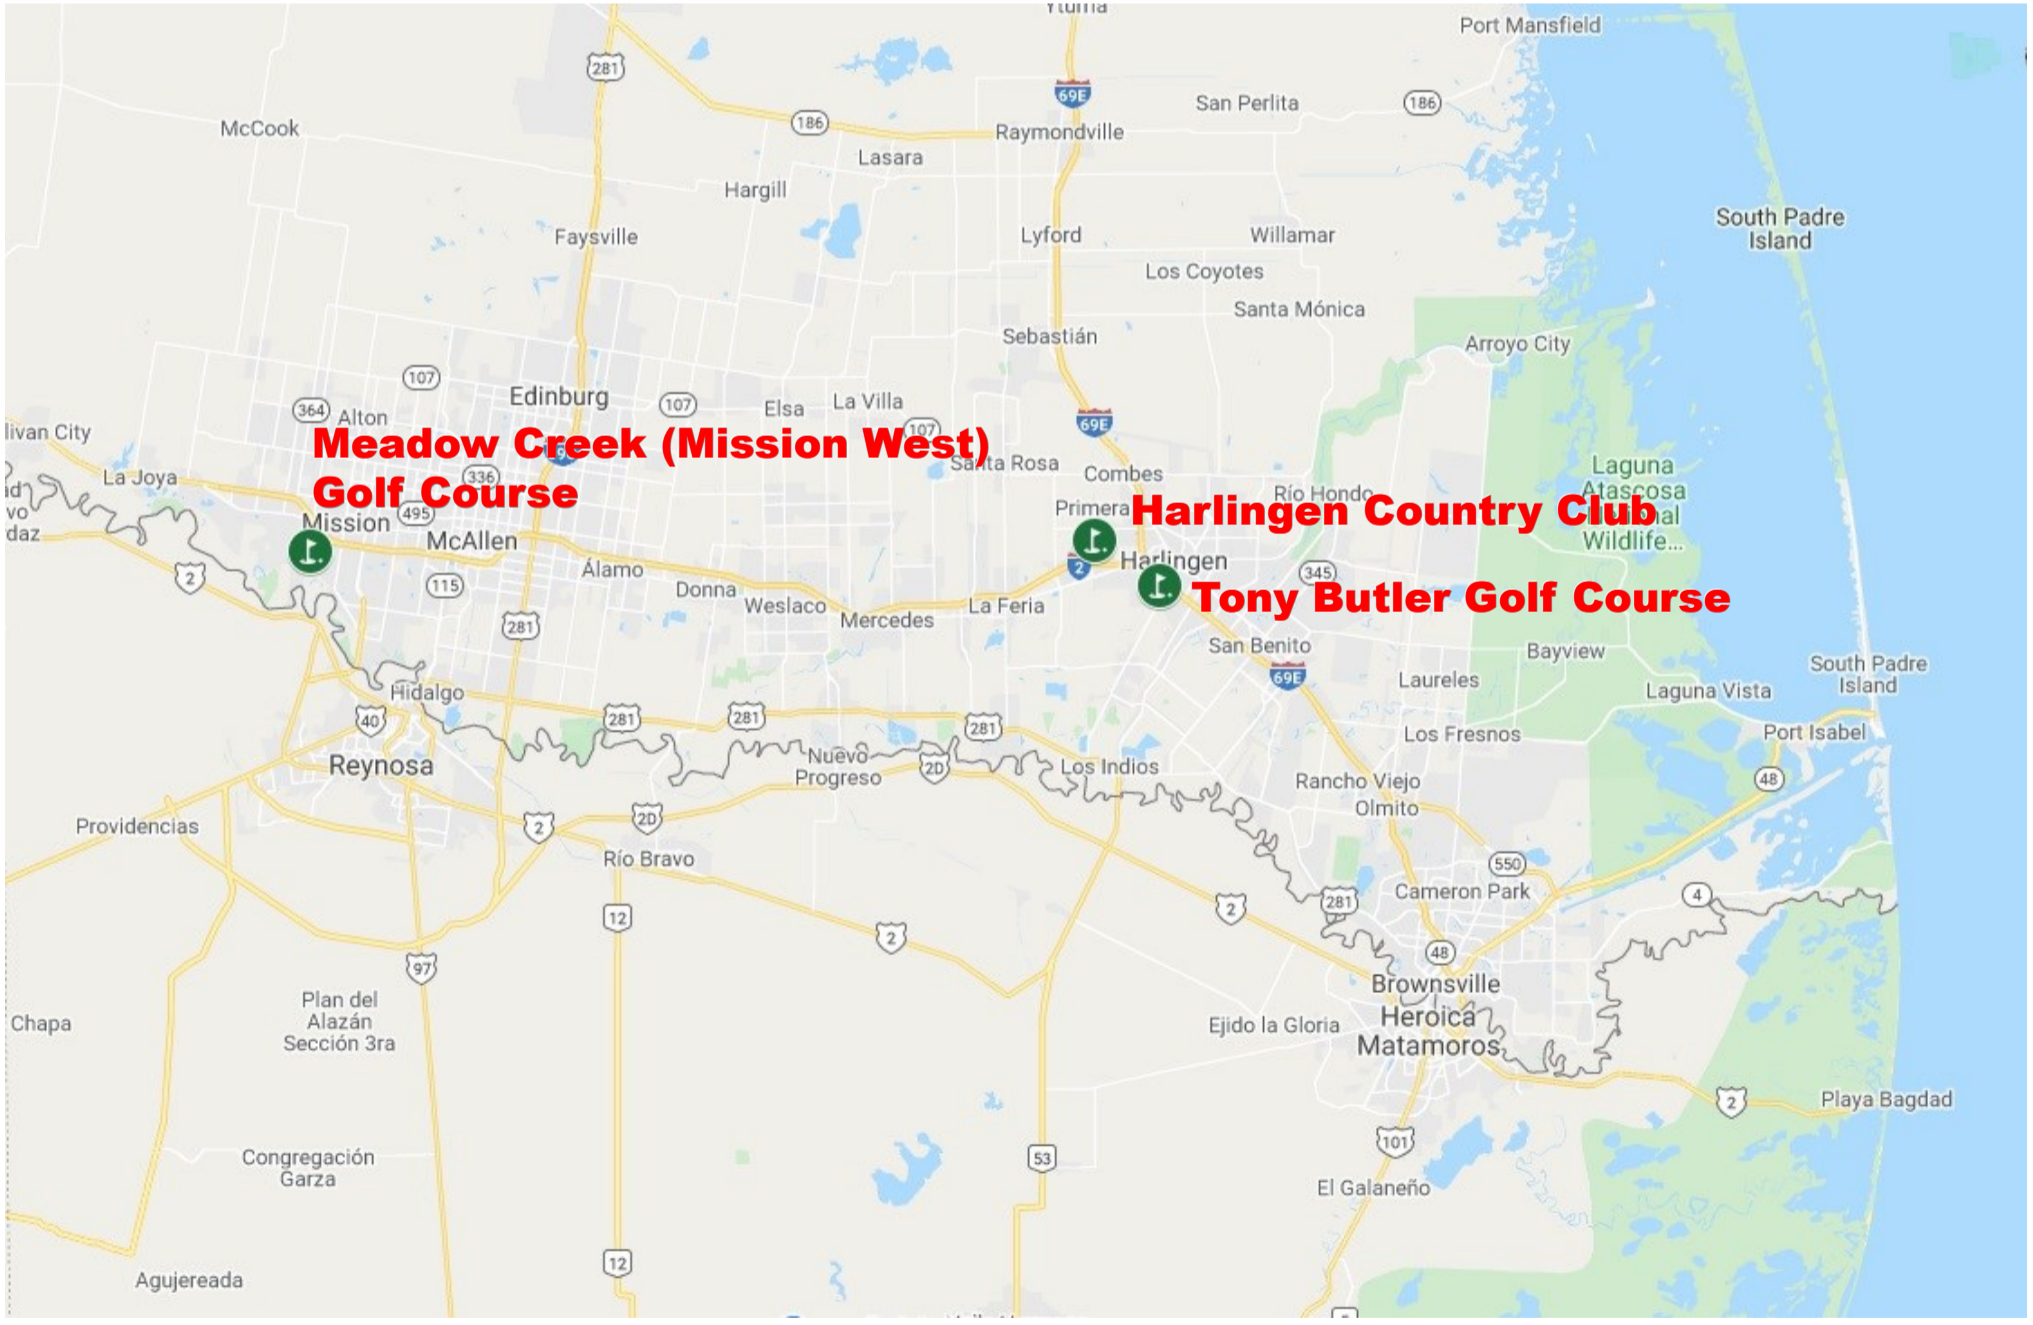 Port Mansfield
281
69E
San Perlita
186
McCook
186
Raymondville
Lasara
Hargill
South Padre
Island
Faysville
Lyford
Willamar
Los Coyotes
Santa Mónica
Sebastián
Arroyo City
107
Edinburg
107
Elsa
La Villa
364
Alton
69E
107
livan City
Meadow Creek (Mission West)
Golf Course
La Joya
336
Santa Rosa
Combes
Laguna
Atascosa
Wildlife...
Río Hondo
Primera
Harlingen Country Club
495
Mission
McAllen
vo
daz
2
115
Álamo
Donna
Weslaco
Mercedes
La Feria
2
Harlingen
345
Tony Butler Golf Course
281
San Benito
69E
Bayview
Laureles
South Padre
Island
Laguna Vista
Hidalgo
40
281
281
281
Los Fresnos
Port Isabel
Reynosa
Nuevo
Progreso
2D
Los Indios
Rancho Viejo
Olmito
48
Providencias
2
2D
Río Bravo
550
Cameron Park
281
4
12
2
2
97
48
Brownsville
Heroica
Matamoros
Plan del
Alazán
Sección 3ra
Chapa
Ejido la Gloria
2
Playa Bagdad
101
Congregación
Garza
53
El Galaneño
12
Agujereada